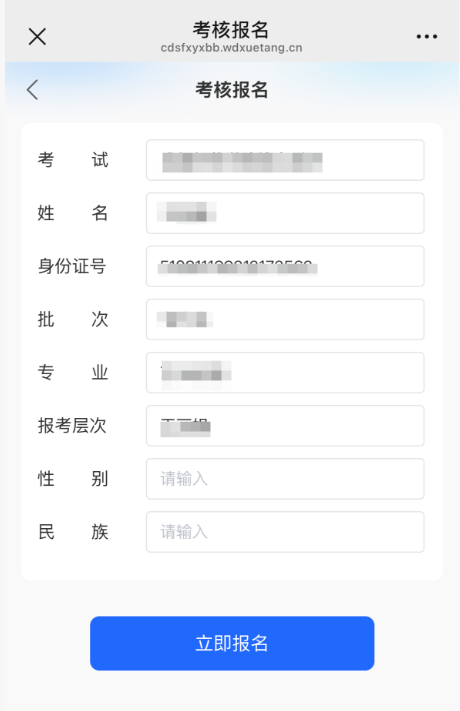 考核报名
cdsfxyxbb.wdxuetang.cn
考核报名
考 试
姓 名
身份证号
批 次
专 业
报考层次
性 别 请输入
民 族 请输入
立即报名